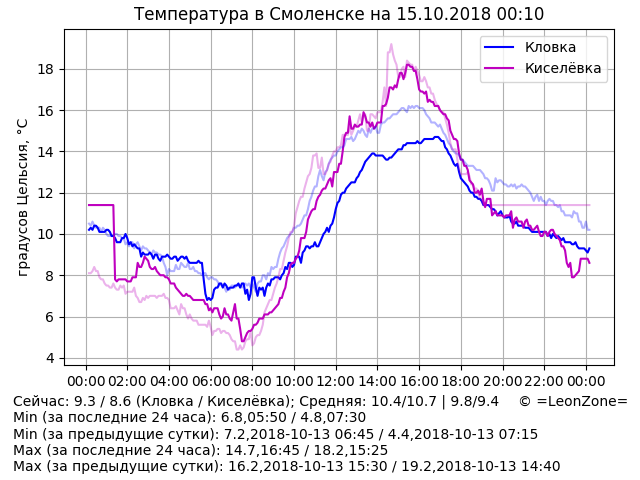 Температура в Смоленске на 15.10.2018 00:10
Кловка
Киселёвка
градусов Цельсия, °C
18
16
14
12
10
8
6
4
00:00 02:00 04:00 06:00 08:00 10:00 12:00 14:00 16:00 18:00 20:00 22:00 00:00
Сейчас: 9.3 / 8.6 (Кловка / Киселёвка); Средняя: 10.4/10.7 | 9.8/9.4 © =LeonZone=
Min (за последние 24 часа): 6.8,05:50 / 4.8,07:30
Min (за предыдущие сутки): 7.2,2018-10-13 06:45 / 4.4,2018-10-13 07:15
Max (за последние 24 часа): 14.7,16:45 / 18.2,15:25
Max (за предыдущие сутки): 16.2,2018-10-13 15:30 / 19.2,2018-10-13 14:40